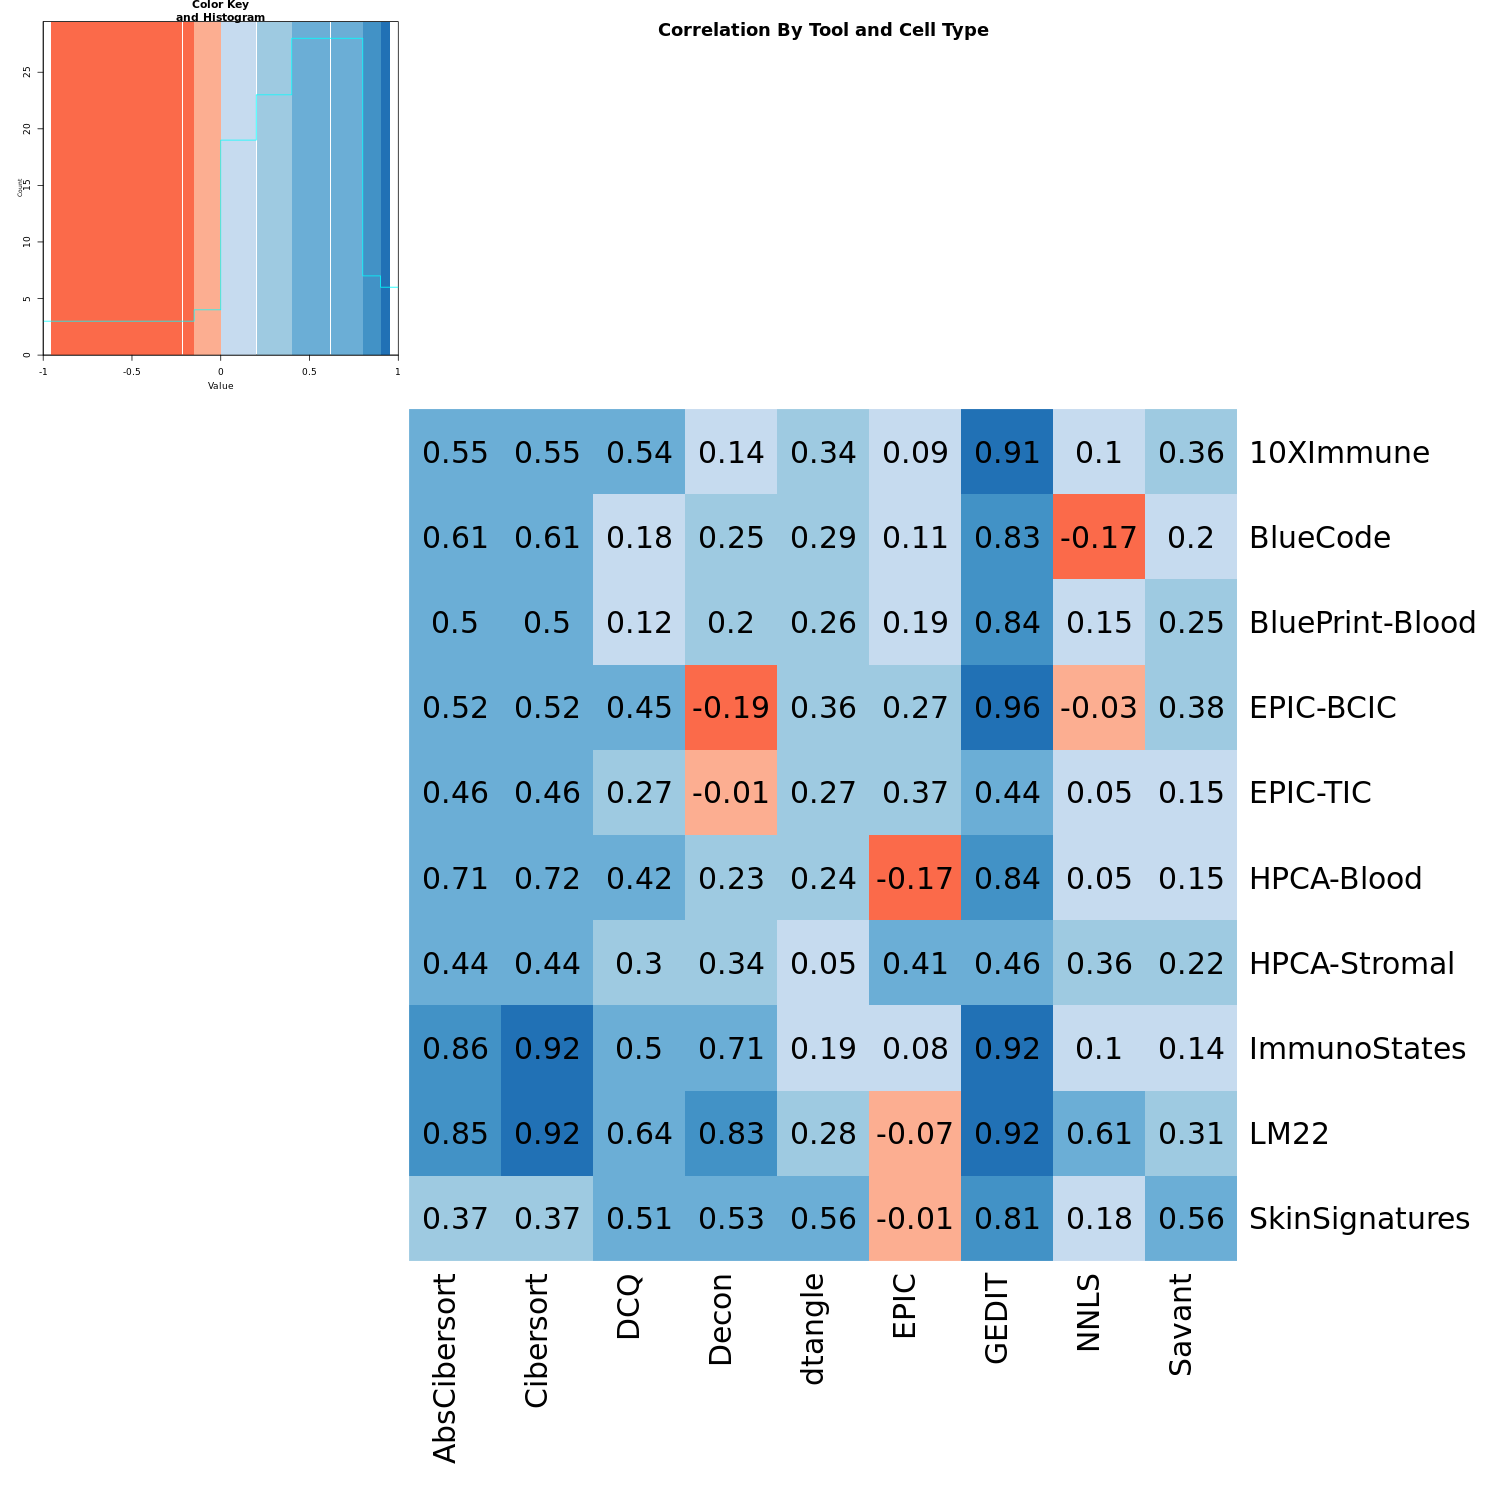 Color Key
and Histogram
Correlation By Tool and Cell Type
Count
0 5 10 15 20 25
-1 -0.5 0 0.5 1
Value
0.55 0.55 0.54 0.14 0.34 0.09 0.91 0.1 0.36 10XImmune
0.61 0.61 0.18 0.25 0.29 0.11 0.83 -0.17 0.2 BlueCode
0.5 0.5 0.12 0.2 0.26 0.19 0.84 0.15 0.25 BluePrint-Blood
0.52 0.52 0.45 -0.19 0.36 0.27 0.96 -0.03 0.38 EPIC-BCIC
0.46 0.46 0.27 -0.01 0.27 0.37 0.44 0.05 0.15 EPIC-TIC
0.71 0.72 0.42 0.23 0.24 -0.17 0.84 0.05 0.15 HPCA-Blood
0.44 0.44 0.3 0.34 0.05 0.41 0.46 0.36 0.22 HPCA-Stromal
0.86 0.92 0.5 0.71 0.19 0.08 0.92 0.1 0.14 ImmunoStates
0.85 0.92 0.64 0.83 0.28 -0.07 0.92 0.61 0.31 LM22
0.37 0.37 0.51 0.53 0.56 -0.01 0.81 0.18 0.56 SkinSignatures
AbsCibersort Cibersort DCQ Decon dtangle EPIC GEDIT NNLS Savant